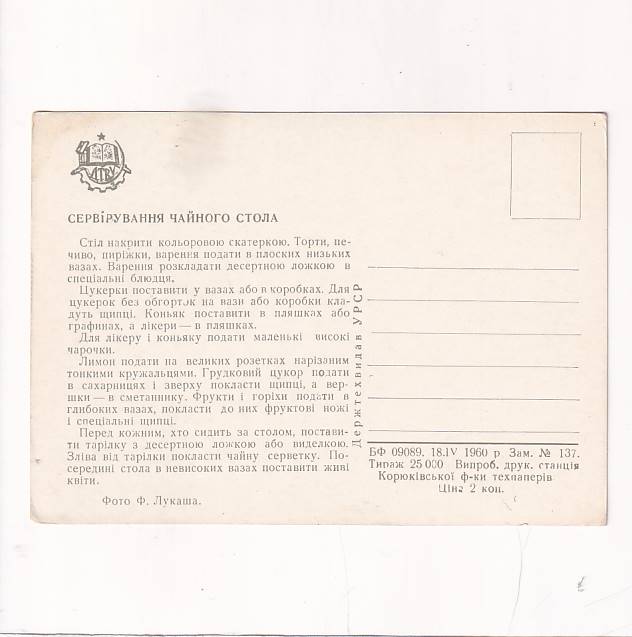 ДТВУ
СЕРВІРУВАННЯ ЧАЙНОГО СТОЛА
Стіл накрити кольоровою скатеркою. Торти, пе-
чиво, пиріжки, варення подати в плоских низьких
вазах. Варення розкладати десертною ложкою в
спеціальні блюдця.
Цукерки поставити у вазах або в коробках. Для
цукерок без обгорток на вази або коробки кла-
дуть щипці. Коньяк поставити в пляшках або
графинах, а лікери — в пляшках.
Для лікеру і коньяку подати маленькі високі
чарочки.
Лимон подати на великих розетках нарізаним
тонкими кружальцями. Грудковий цукор подати
в сахарницях і зверху покласти щипці, а вер-
шки — в сметаннику. Фрукти і горіхи подати в
глибоких вазах, покласти до них фруктові ножі
і спеціальні щипці.
Перед кожним, хто сидить за столом, постави-
ти тарілку з десертною ложкою або виделкою.
Зліва від тарілки покласти чайну серветку. По-
середині стола в невисоких вазах поставити живі
квіти.
Фото Ф. Лукаша.
Держтехвидав УРСР
БФ 09089. 18.IV 1960 р Зам. № 137.
Тираж 25 000 Випроб. друк. станція
Корюківської ф-ки техпаперів
Ціна 2 коп.